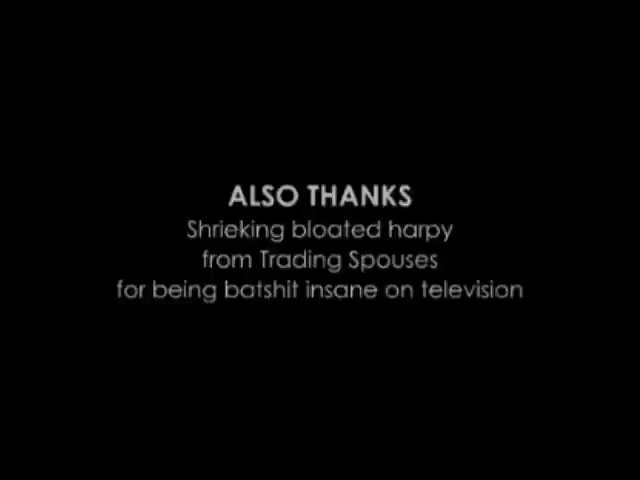 ALSO THANKS
Shrieking bloated harpy
from Trading Spouses
for being batshit insane on television